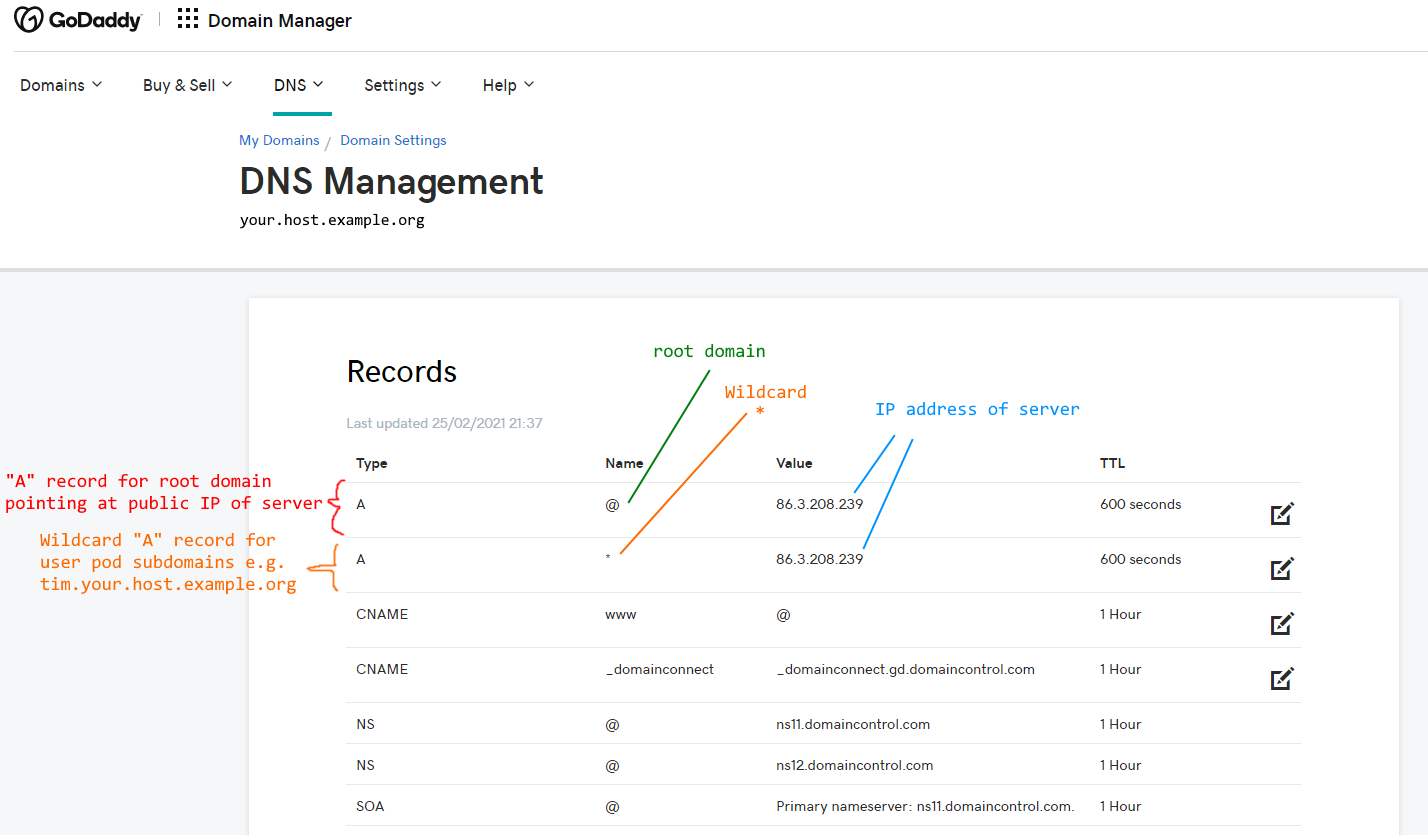 GoDaddy Domain Manager
Domains Buy & Sell DNS Settings Help
My Domains / Domain Settings
DNS Management
your.host.example.org
root domain
Records
Wildcard
*
IP address of server
Last updated 25/02/2021 21:37
Type Name Value TTL
"A" record for root domain
pointing at public IP of server
A @ 86.3.208.239 600 seconds
Wildcard "A" record for
user pod subdomains e.g.
tim.your.host.example.org
A * 86.3.208.239 600 seconds
CNAME www @ 1 Hour
CNAME _domainconnect _domainconnect.gd.domaincontrol.com 1 Hour
NS @ ns11.domaincontrol.com 1 Hour
NS @ ns12.domaincontrol.com 1 Hour
SOA @ Primary nameserver: ns11.domaincontrol.com. 1 Hour